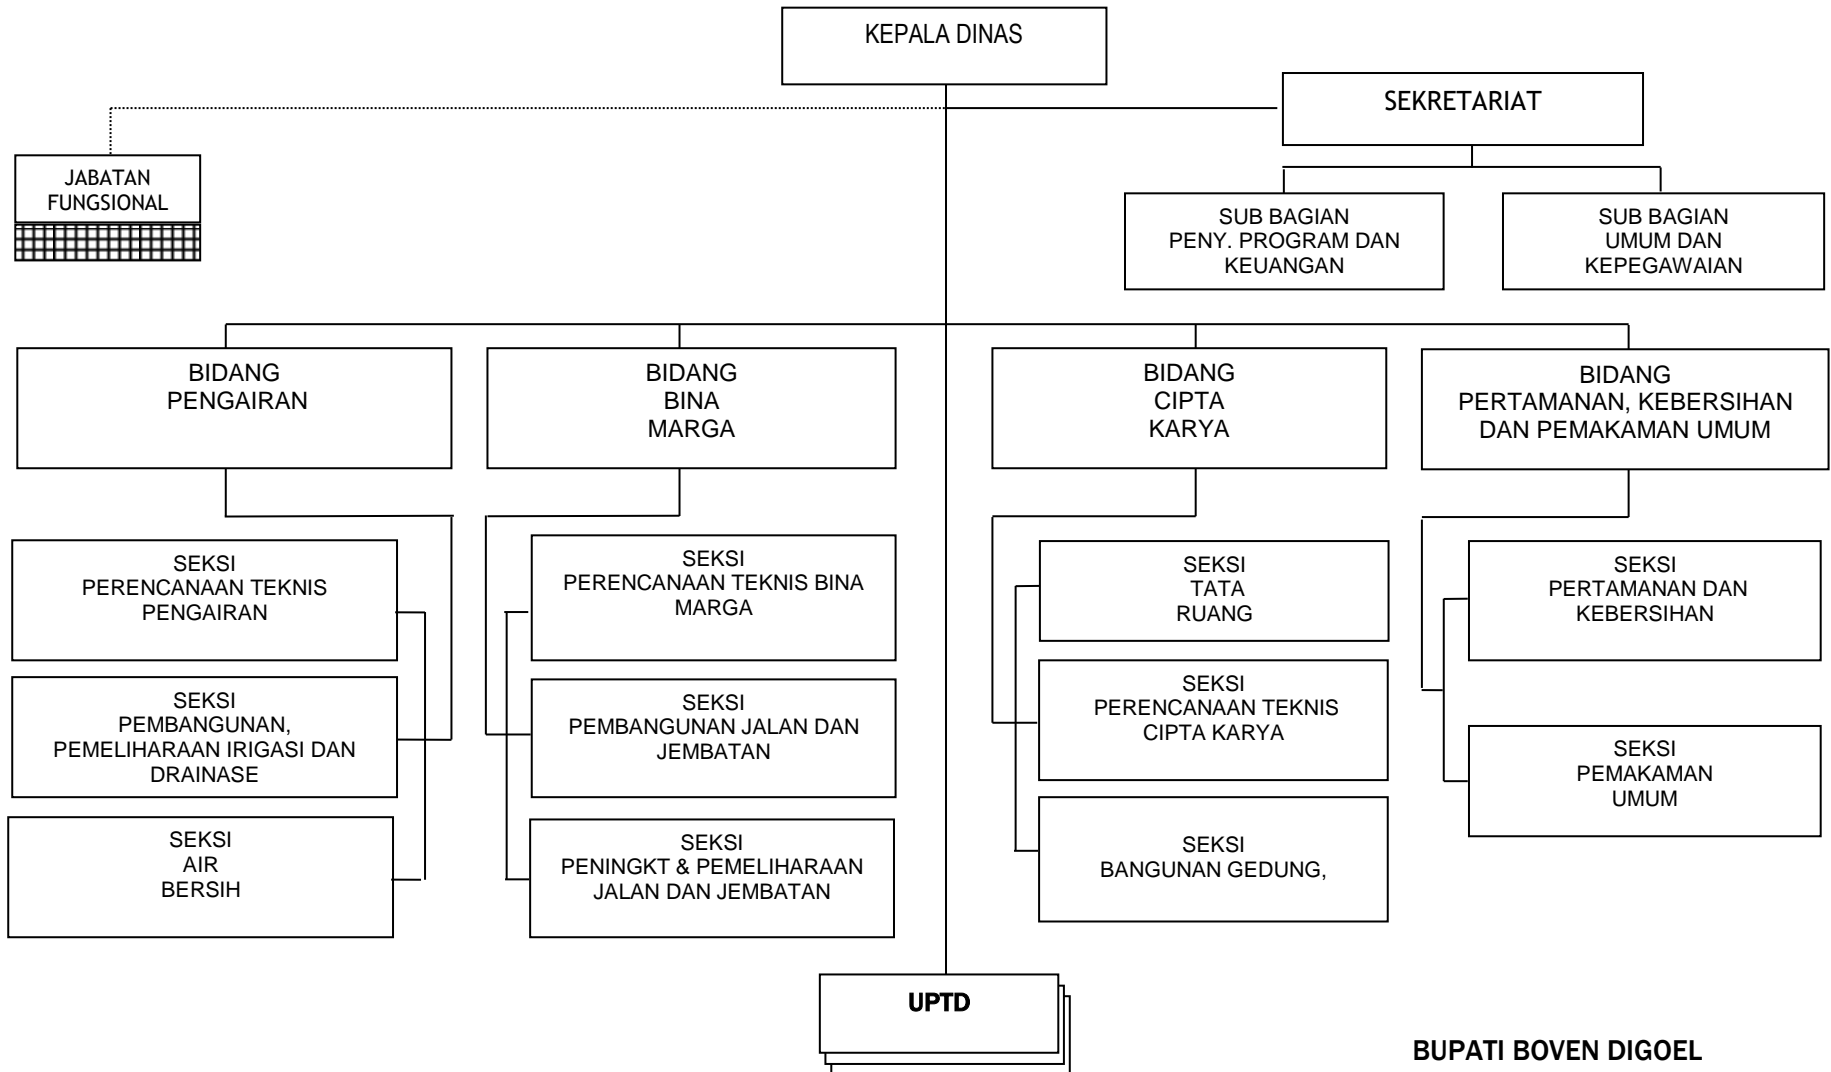 KEPALA DINAS
SEKRETARIAT
JABATAN
FUNGSIONAL
SUB BAGIAN
PENY. PROGRAM DAN
KEUANGAN
SUB BAGIAN
UMUM DAN
KEPEGAWAIAN
BIDANG
PENGAIRAN
BIDANG
BINA
MARGA
BIDANG
CIPTA
KARYA
BIDANG
PERTAMANAN, KEBERSIHAN
DAN PEMAKAMAN UMUM
SEKSI
PERENCANAAN TEKNIS
PENGAIRAN
SEKSI
PEMBANGUNAN,
PEMELIHARAAN IRIGASI DAN
DRAINASE
SEKSI
AIR
BERSIH
SEKSI
PERENCANAAN TEKNIS BINA
MARGA
SEKSI
PEMBANGUNAN JALAN DAN
JEMBATAN
SEKSI
PENINGKT & PEMELIHARAAN
JALAN DAN JEMBATAN
SEKSI
TATA
RUANG
SEKSI
PERENCANAAN TEKNIS
CIPTA KARYA
SEKSI
BANGUNAN GEDUNG,
SEKSI
PERTAMANAN DAN
KEBERSIHAN
SEKSI
PEMAKAMAN
UMUM
UPTD
BUPATI BOVEN DIGOEL